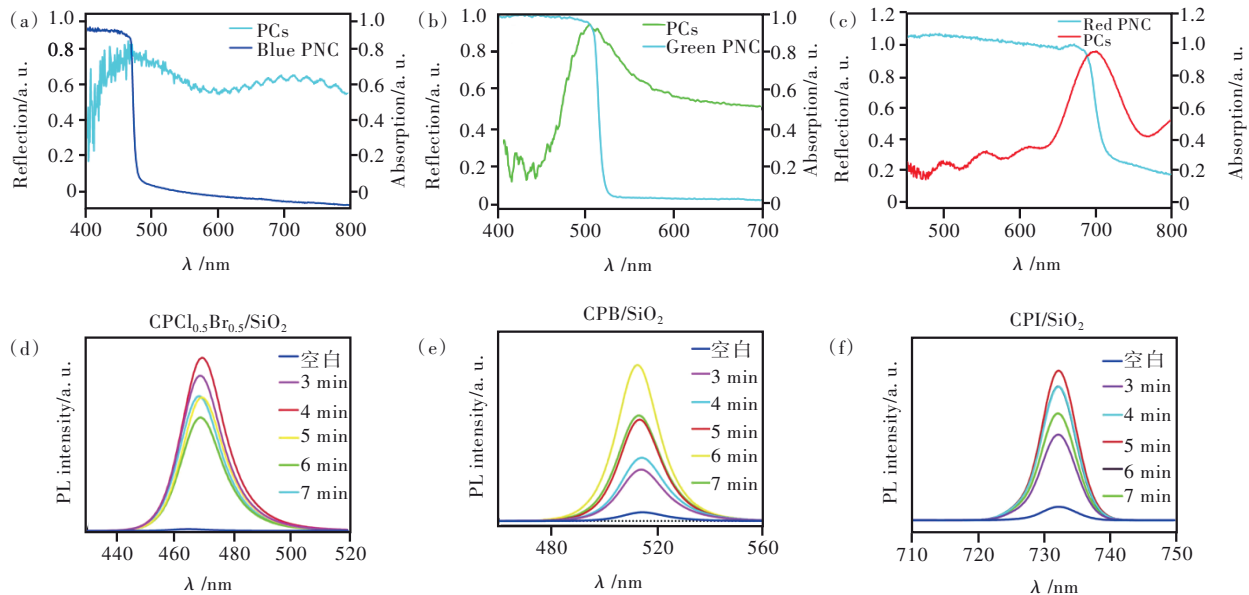 (a)
PCs
Blue PNC
Reflection/a. u.
1.0
0.8
0.6
0.4
0.2
0
Absorption/a. u.
1.0
0.8
0.6
0.4
0.2
0
400 500 600 700 800
λ /nm
(b)
PCs
Green PNC
Reflection/a. u.
1.0
0.8
0.6
0.4
0.2
0
Absorption/a. u.
1.0
0.8
0.6
0.4
0.2
0
400 500 600 700
λ /nm
(c)
Red PNC
PCs
Reflection/a. u.
1.2
1.0
0.8
0.6
0.4
0.2
0
Absorption/a. u.
1.2
1.0
0.8
0.6
0.4
0.2
0
500 600 700 800
λ /nm
(d)
CPCl₀.₅Br₀.₅/SiO₂
空白
3 min
4 min
5 min
6 min
7 min
PL intensity/a. u.
440 460 480 500 520
λ /nm
(e)
CPB/SiO₂
空白
3 min
4 min
5 min
6 min
7 min
PL intensity/a. u.
480 520 560
λ /nm
(f)
CPI/SiO₂
空白
3 min
4 min
5 min
6 min
7 min
PL intensity/a. u.
710 720 730 740 750
λ /nm